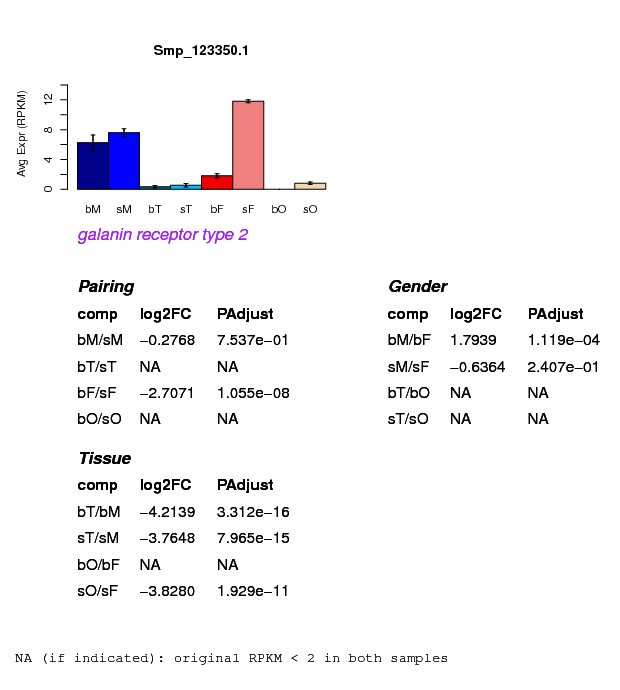 Smp_123350.1
Avg Expr (RPKM)
12
8
4
0
bM sM bT sT bF sF bO sO
galanin receptor type 2
Pairing
comp log2FC PAdjust
bM/sM −0.2768 7.537e−01
bT/sT NA NA
bF/sF −2.7071 1.055e−08
bO/sO NA NA
Gender
comp log2FC PAdjust
bM/bF 1.7939 1.119e−04
sM/sF −0.6364 2.407e−01
bT/bO NA NA
sT/sO NA NA
Tissue
comp log2FC PAdjust
bT/bM −4.2139 3.312e−16
sT/sM −3.7648 7.965e−15
bO/bF NA NA
sO/sF −3.8280 1.929e−11
NA (if indicated): original RPKM < 2 in both samples